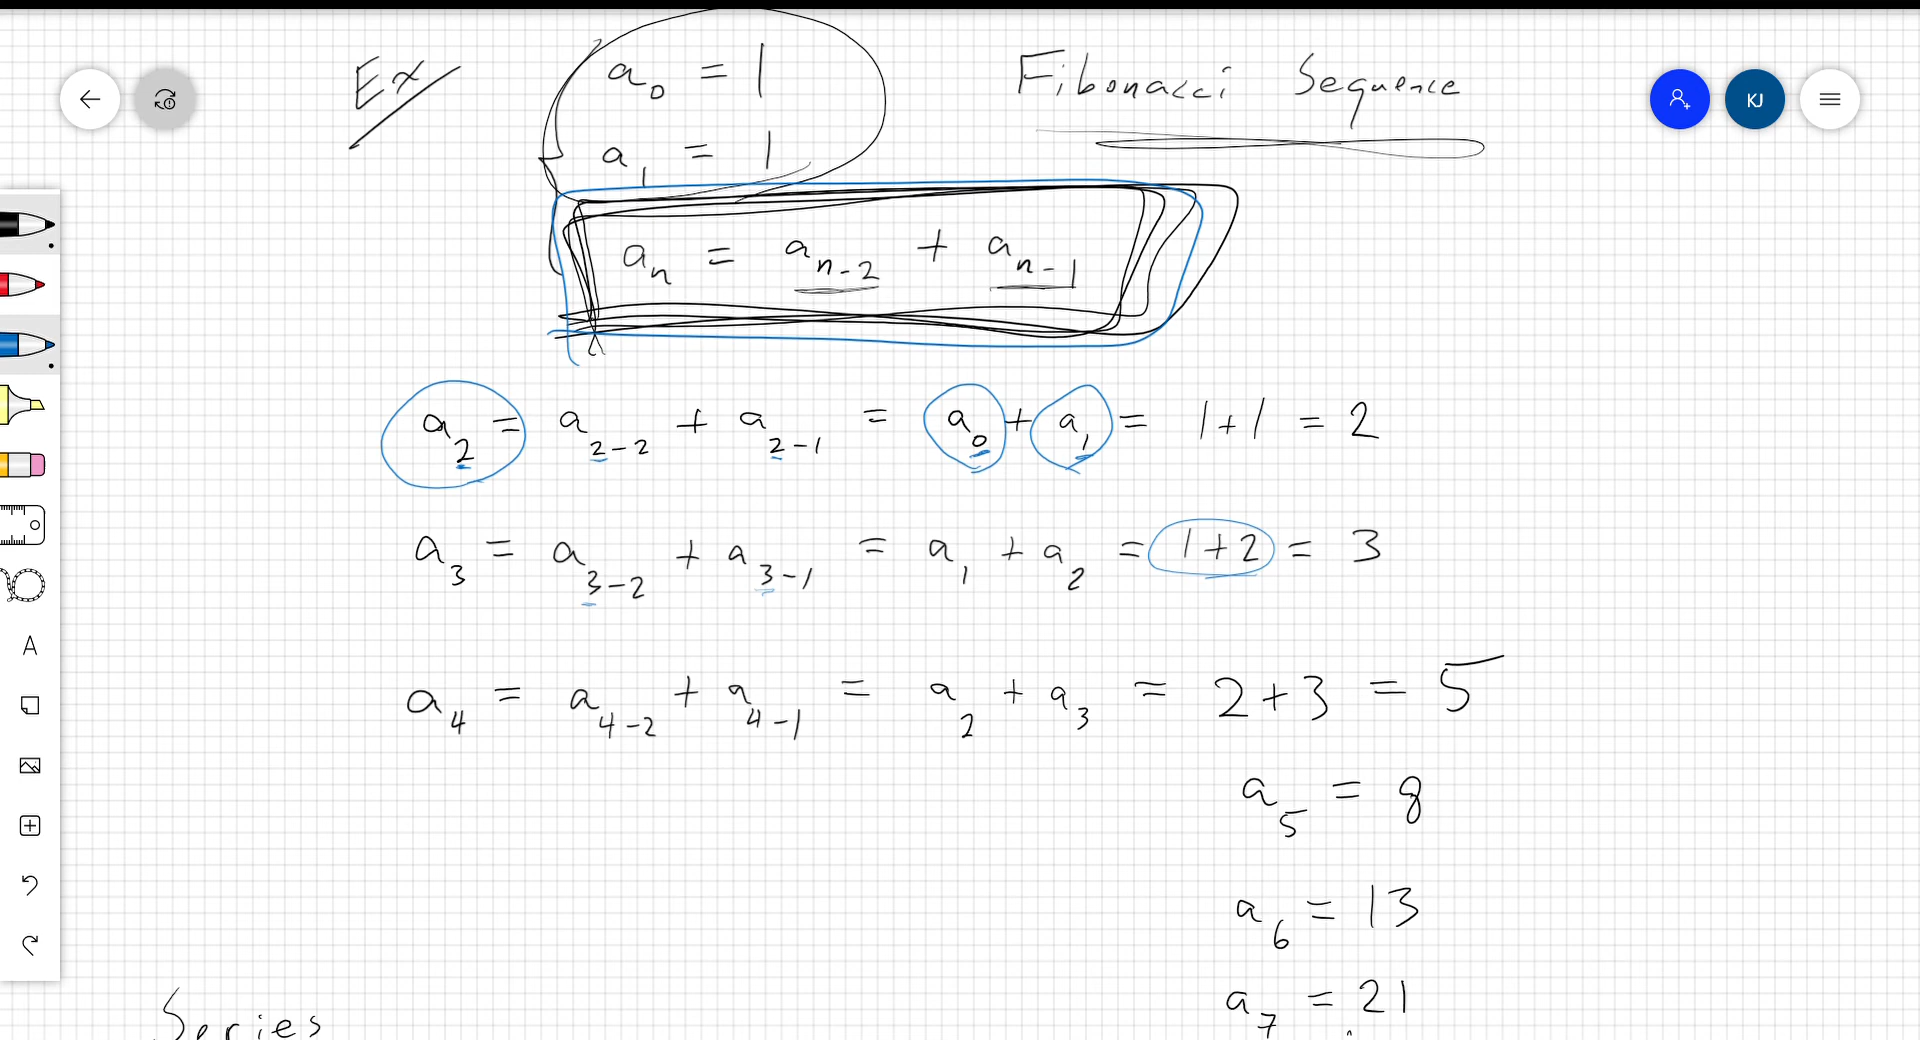 Ex
a₀ = 1
Fibonacci Sequence
a₁ = 1
aₙ = aₙ₋₂ + aₙ₋₁
a₂ = a₂₋₂ + a₂₋₁ = a₀ + a₁ = 1+1 = 2
a₃ = a₃₋₂ + a₃₋₁ = a₁ + a₂ = 1+2 = 3
a₄ = a₄₋₂ + a₄₋₁ = a₂ + a₃ = 2+3 = 5
a₅ = 8
a₆ = 13
a₇ = 21
Series
KJ
A